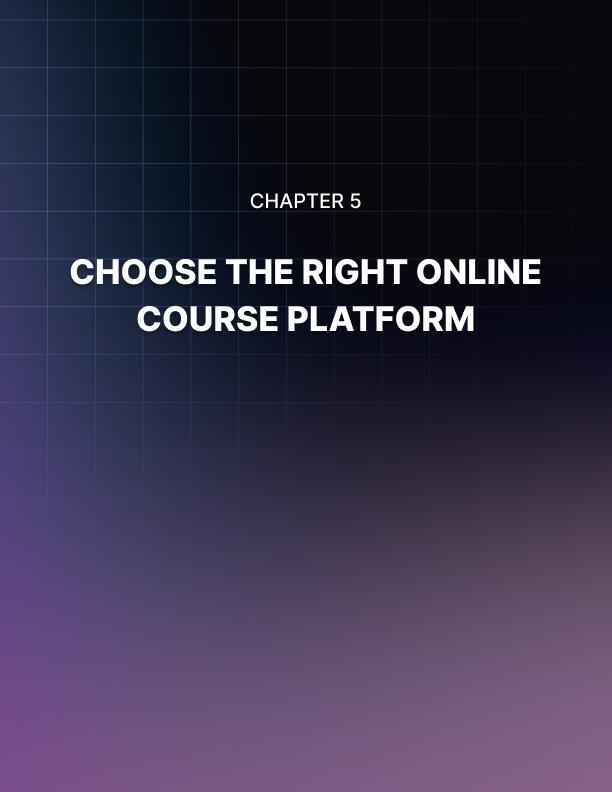 CHAPTER 5
CHOOSE THE RIGHT ONLINE
COURSE PLATFORM